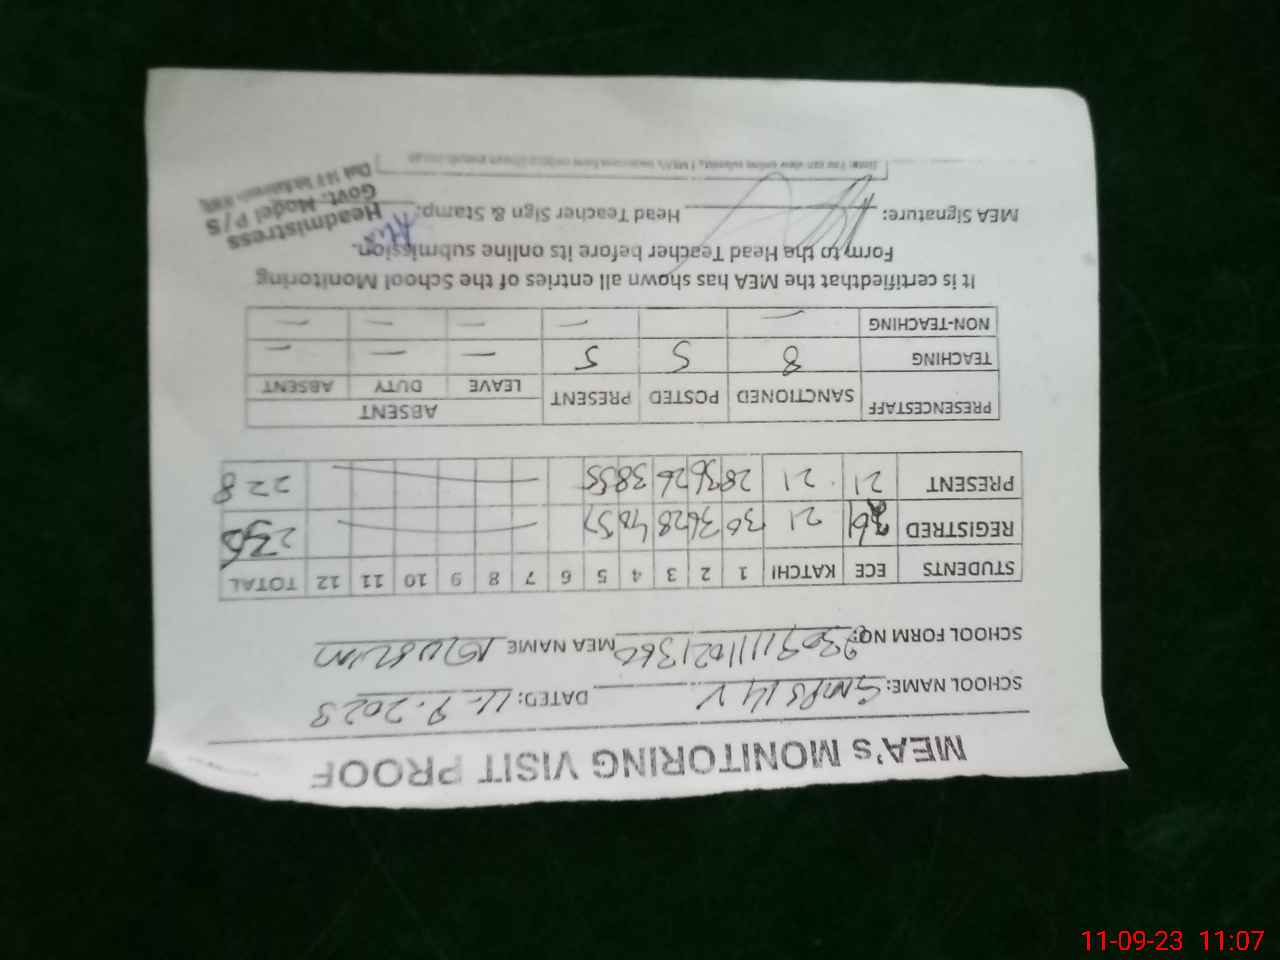 MEA's MONITORING VISIT PROOF
SCHOOL NAME: GMPS 14 V DATED: 11-9-2023
SCHOOL FORM NO: MEA NAME
STUDENTS ECE KATCHI 1 2 3 4 5 6 7 8 9 10 11 12 TOTAL
REGISTRED 21 30 36 28 40 57
PRESENT 21 21 28 36 26 38 55 228
PRESENCESTAFF SANCTIONED POSTED PRESENT ABSENT
LEAVE DUTY ABSENT
TEACHING 8 5 5 — — —
NON-TEACHING — — — — —
It is certifiedthat the MEA has shown all entries of the School Monitoring
Form to the Head Teacher before its online submission.
MEA Signature: Head Teacher Sign & Stamp:
Headmistress
Govt. Model P/S
11-09-23 11:07